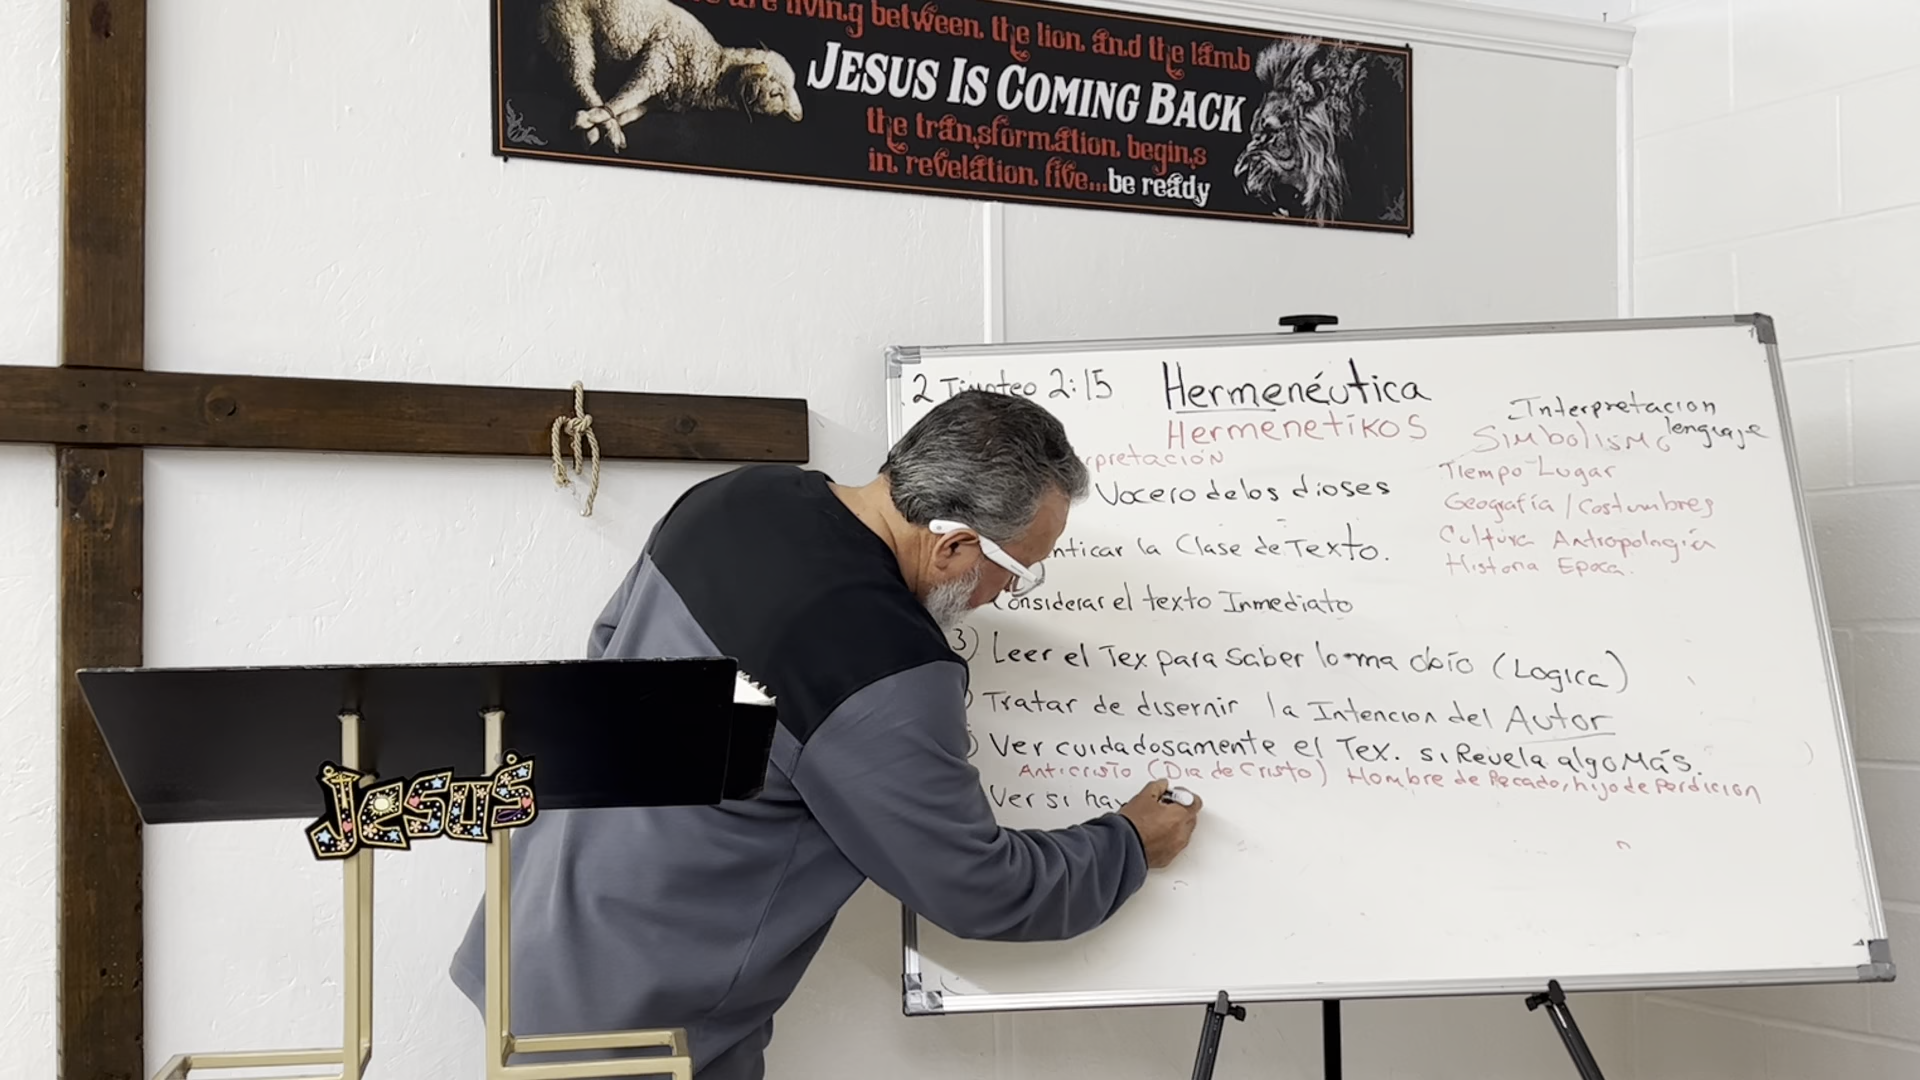 are living between the lion and the lamb
JESUS IS COMING BACK
the transformation begins
in revelation five...be ready
2 Timoteo 2:15
Hermenéutica
Hermenetikos
rpretación
Vocero de los dioses
nticar la Clase de Texto.
Considerar el texto Inmediato
3) Leer el Tex para Saber lo ma obío (Logica)
) Tratar de disernir la Intencion del Autor
) Ver cuidadosamente el Tex. si Revela algo Más.
Anticristo (Dia de Cristo) Hombre de Pecado, hijo de Perdicion
Ver si hay
Interpretacion
lenguaje
Simbolismo
Tiempo-Lugar
Geografía / Costumbres
Cultura Antropología
Historia Epoca.
Jesus